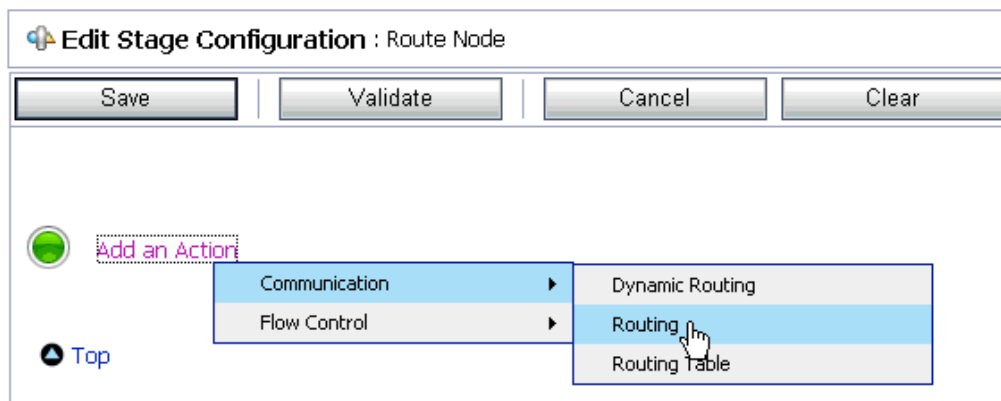 Edit Stage Configuration : Route Node
Save Validate Cancel Clear
Add an Action
Communication Dynamic Routing
Flow Control Routing
Top Routing Table